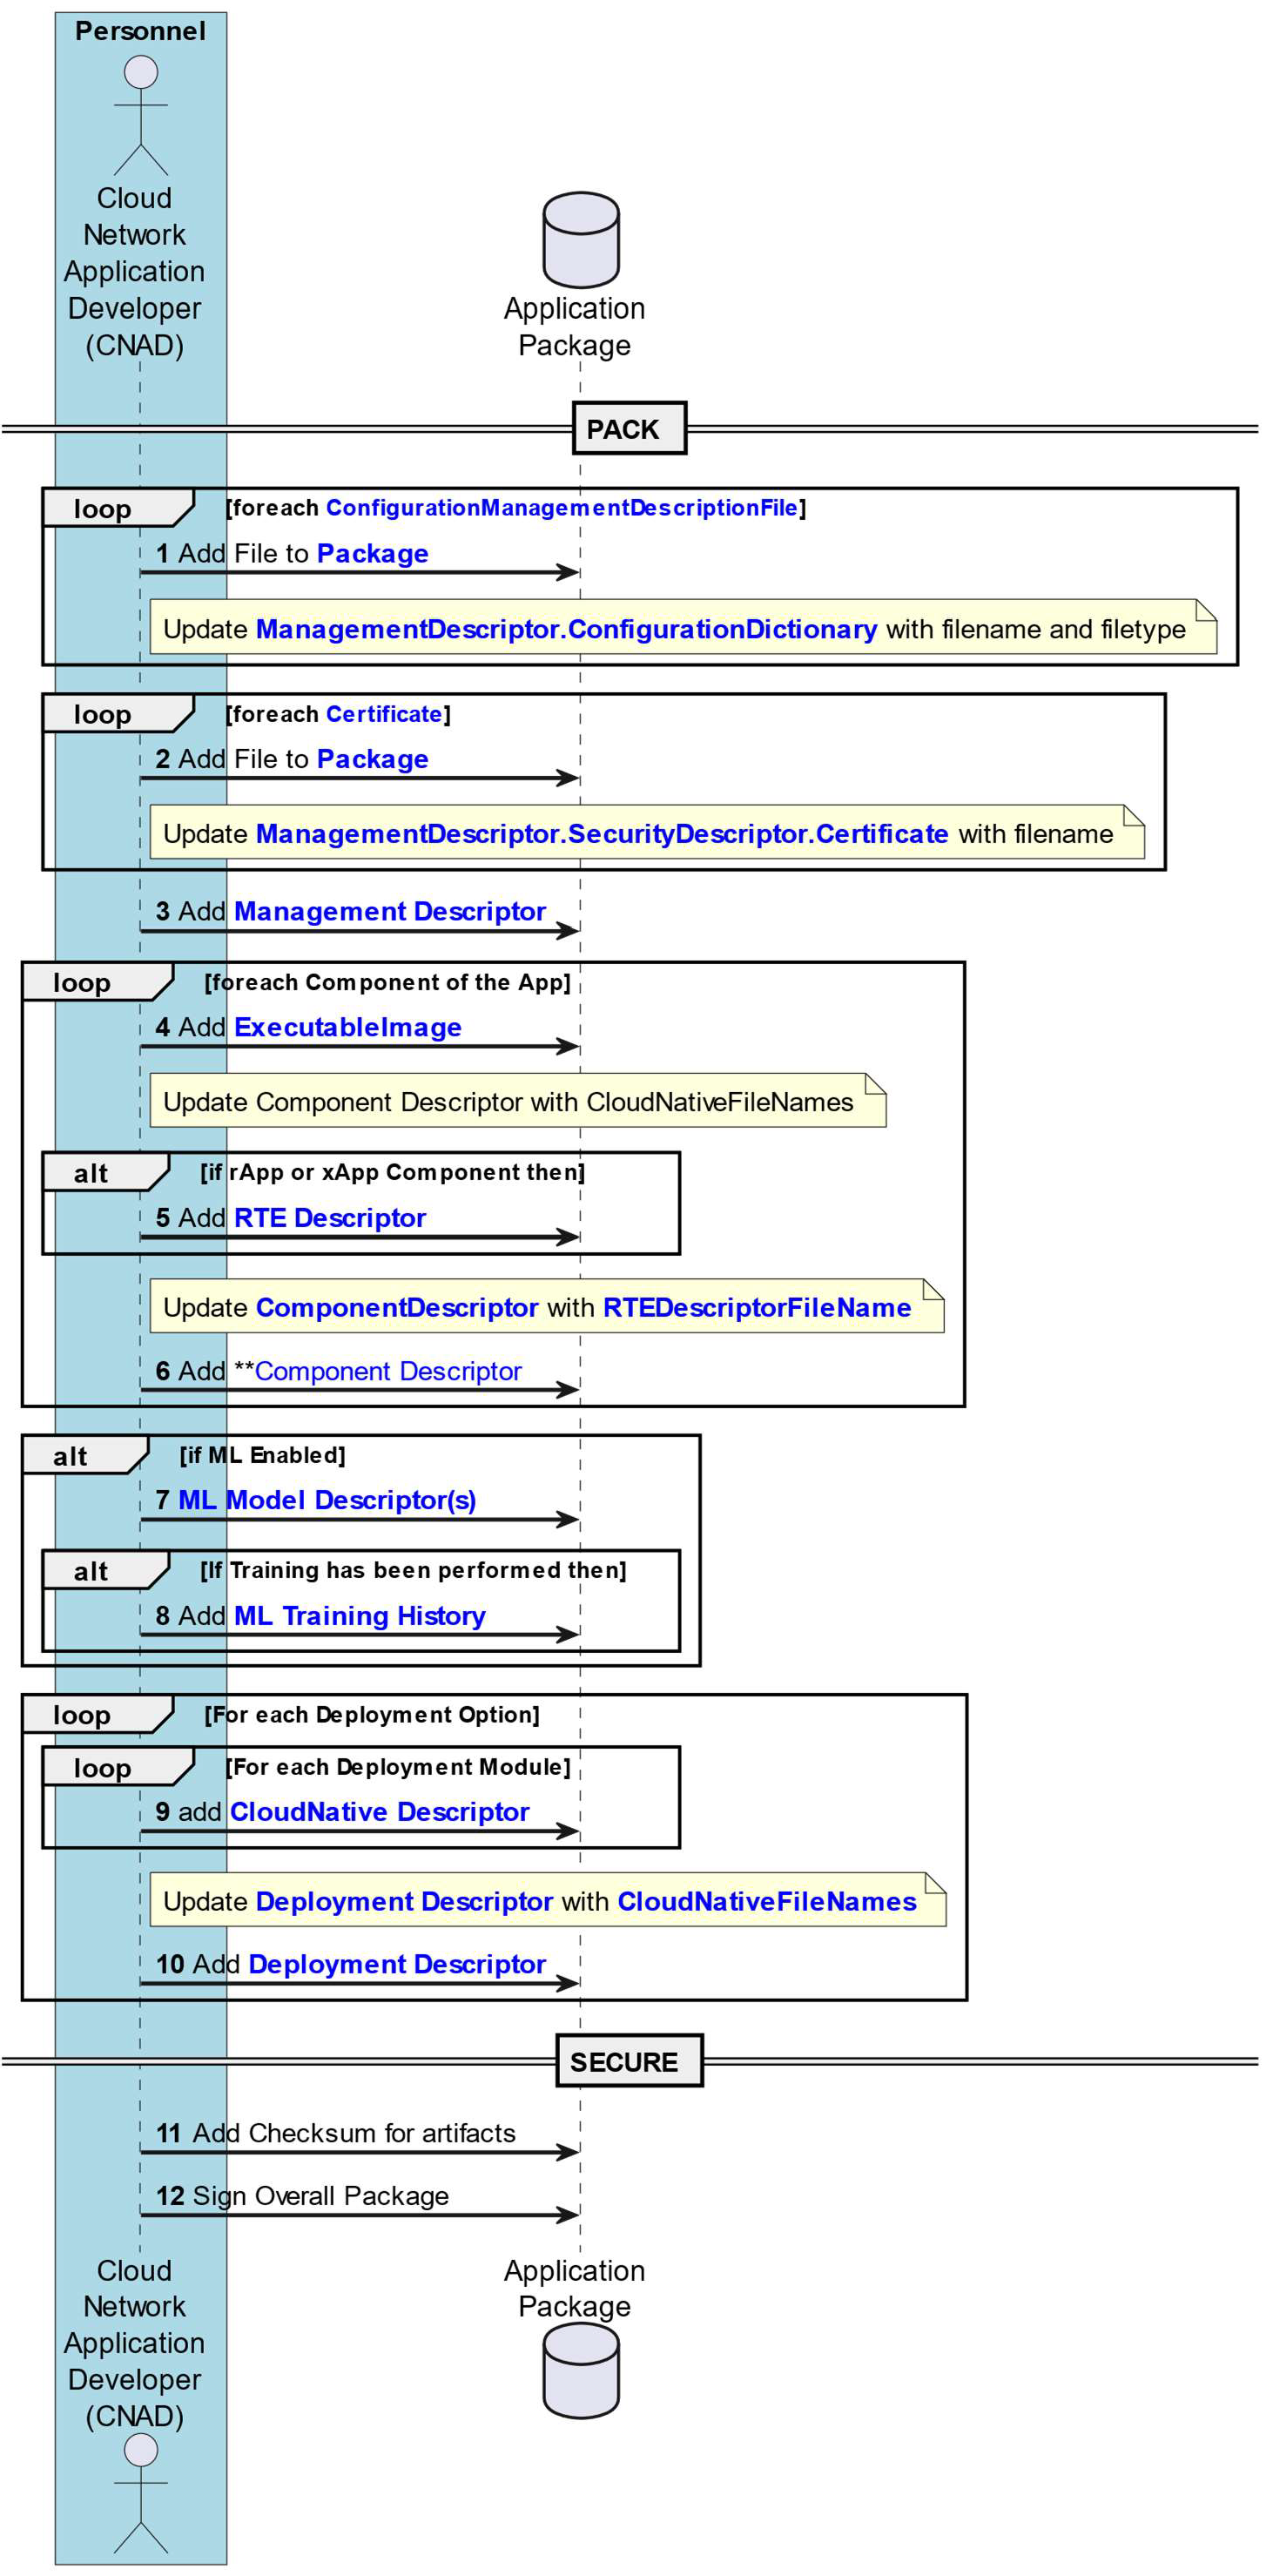 Personnel
Cloud
Network
Application
Developer
(CNAD)
Application
Package
PACK
loop [foreach ConfigurationManagementDescriptionFile]
1 Add File to Package
Update ManagementDescriptor.ConfigurationDictionary with filename and filetype
loop [foreach Certificate]
2 Add File to Package
Update ManagementDescriptor.SecurityDescriptor.Certificate with filename
3 Add Management Descriptor
loop [foreach Component of the App]
4 Add ExecutableImage
Update Component Descriptor with CloudNativeFileNames
alt [if rApp or xApp Component then]
5 Add RTE Descriptor
Update ComponentDescriptor with RTEDescriptorFileName
6 Add **Component Descriptor
alt [if ML Enabled]
7 ML Model Descriptor(s)
alt [If Training has been performed then]
8 Add ML Training History
loop [For each Deployment Option]
loop [For each Deployment Module]
9 add CloudNative Descriptor
Update Deployment Descriptor with CloudNativeFileNames
10 Add Deployment Descriptor
SECURE
11 Add Checksum for artifacts
12 Sign Overall Package
Cloud
Network
Application
Developer
(CNAD)
Application
Package